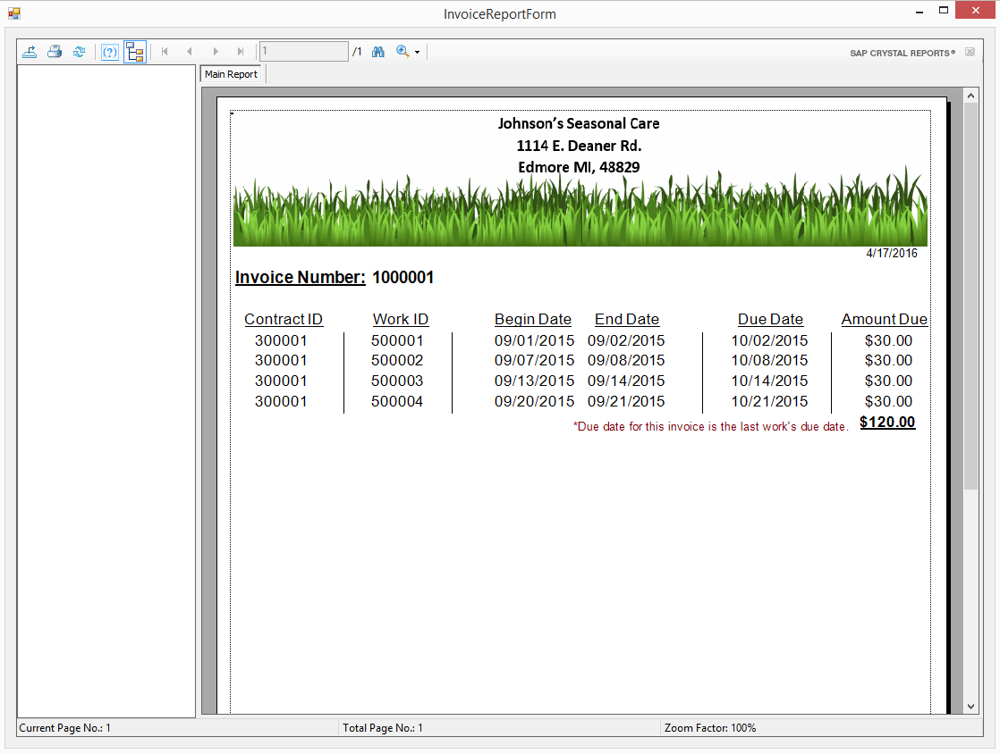 InvoiceReportForm
1 /1
SAP CRYSTAL REPORTS®
Main Report
Johnson's Seasonal Care
1114 E. Deaner Rd.
Edmore MI, 48829
4/17/2016
Invoice Number: 1000001
Contract ID Work ID Begin Date End Date Due Date Amount Due
300001 500001 09/01/2015 09/02/2015 10/02/2015 $30.00
300001 500002 09/07/2015 09/08/2015 10/08/2015 $30.00
300001 500003 09/13/2015 09/14/2015 10/14/2015 $30.00
300001 500004 09/20/2015 09/21/2015 10/21/2015 $30.00
*Due date for this invoice is the last work's due date. $120.00
Current Page No.: 1 Total Page No.: 1 Zoom Factor: 100%